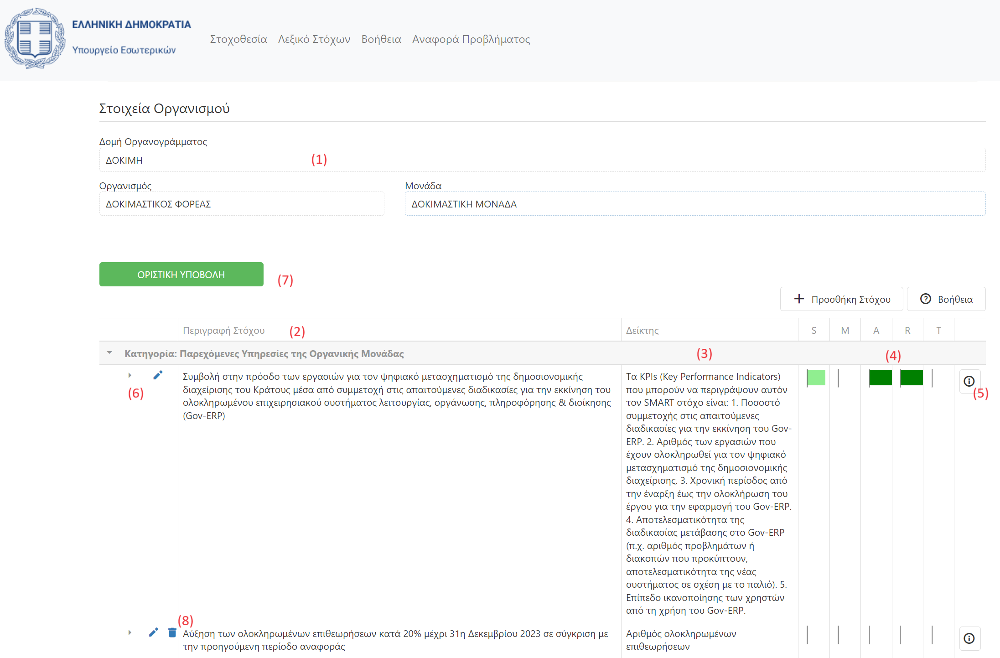 ΕΛΛΗΝΙΚΗ ΔΗΜΟΚΡΑΤΙΑ
Υπουργείο Εσωτερικών
Στοχοθεσία Λεξικό Στόχων Βοήθεια Αναφορά Προβλήματος
Στοιχεία Οργανισμού
Δομή Οργανογράμματος
ΔΟΚΙΜΗ (1)
Οργανισμός Μονάδα
ΔΟΚΙΜΑΣΤΙΚΟΣ ΦΟΡΕΑΣ ΔΟΚΙΜΑΣΤΙΚΗ ΜΟΝΑΔΑ
ΟΡΙΣΤΙΚΗ ΥΠΟΒΟΛΗ (7)
Προσθήκη Στόχου Βοήθεια
Περιγραφή Στόχου (2) Δείκτης S M A R T
Κατηγορία: Παρεχόμενες Υπηρεσίες της Οργανικής Μονάδας (3) (4)
(6)
Συμβολή στην πρόοδο των εργασιών για τον ψηφιακό μετασχηματισμό της δημοσιονομικής
διαχείρισης του Κράτους μέσα από συμμετοχή στις απαιτούμενες διαδικασίες για την εκκίνηση του
ολοκληρωμένου επιχειρησιακού συστήματος λειτουργίας, οργάνωσης, πληροφόρησης & διοίκησης
(Gov-ERP)
Τα KPIs (Key Performance Indicators)
που μπορούν να περιγράψουν αυτόν
τον SMART στόχο είναι: 1. Ποσοστό
συμμετοχής στις απαιτούμενες
διαδικασίες για την εκκίνηση του Gov-
ERP. 2. Αριθμός των εργασιών που
έχουν ολοκληρωθεί για τον ψηφιακό
μετασχηματισμό της δημοσιονομικής
διαχείρισης. 3. Χρονική περίοδος από
την έναρξη έως την ολοκλήρωση του
έργου για την εφαρμογή του Gov-ERP.
4. Αποτελεσματικότητα της
διαδικασίας μετάβασης στο Gov-ERP
(π.χ. αριθμός προβλημάτων ή
διακοπών που προκύπτουν,
αποτελεσματικότητα της νέας
συστήματος σε σχέση με το παλιό). 5.
Επίπεδο ικανοποίησης των χρηστών
από τη χρήση του Gov-ERP.
(5)
(8)
Αύξηση των ολοκληρωμένων επιθεωρήσεων κατά 20% μέχρι 31η Δεκεμβρίου 2023 σε σύγκριση με
την προηγούμενη περίοδο αναφοράς
Αριθμός ολοκληρωμένων
επιθεωρήσεων